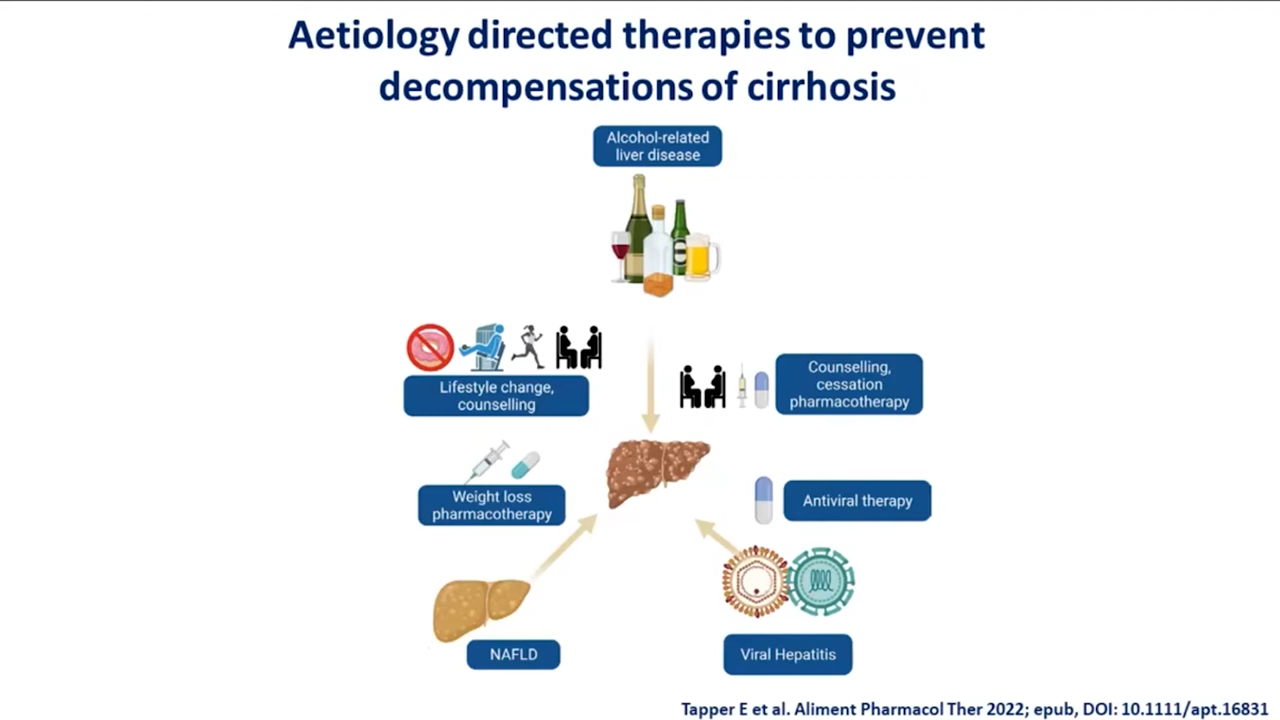 Aetiology directed therapies to prevent
decompensations of cirrhosis
Alcohol-related
liver disease
Lifestyle change,
counselling
Counselling,
cessation
pharmacotherapy
Weight loss
pharmacotherapy
Antiviral therapy
NAFLD
Viral Hepatitis
Tapper E et al. Aliment Pharmacol Ther 2022; epub, DOI: 10.1111/apt.16831